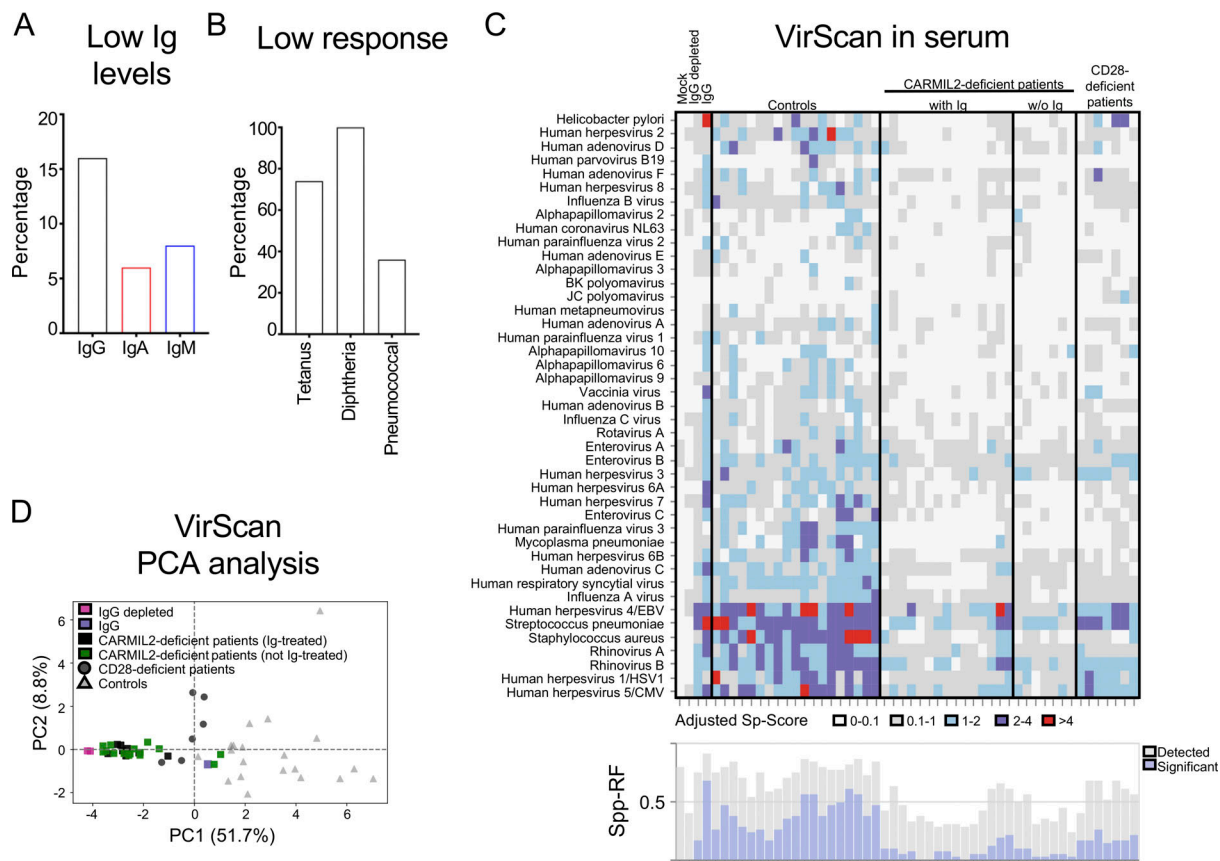 A
Low Ig
levels
Percentage
20
15
10
5
0
IgG
IgA
IgM
B
Low response
Percentage
100
80
60
40
20
0
Tetanus
Diphtheria
Pneumococcal
C
VirScan in serum
Mock
IgG depleted
IgG
Controls
CARMIL2-deficient patients
with Ig
w/o Ig
CD28-
deficient
patients
Helicobacter pylori
Human herpesvirus 2
Human adenovirus D
Human parvovirus B19
Human adenovirus F
Human herpesvirus 8
Influenza B virus
Alphapapillomavirus 2
Human coronavirus NL63
Human parainfluenza virus 2
Human adenovirus E
Alphapapillomavirus 3
BK polyomavirus
JC polyomavirus
Human metapneumovirus
Human adenovirus A
Human parainfluenza virus 1
Alphapapillomavirus 10
Alphapapillomavirus 6
Alphapapillomavirus 9
Vaccinia virus
Human adenovirus B
Influenza C virus
Rotavirus A
Enterovirus A
Enterovirus B
Human herpesvirus 3
Human herpesvirus 6A
Human herpesvirus 7
Enterovirus C
Human parainfluenza virus 3
Mycoplasma pneumoniae
Human herpesvirus 6B
Human adenovirus C
Human respiratory syncytial virus
Influenza A virus
Human herpesvirus 4/EBV
Streptococcus pneumoniae
Staphylococcus aureus
Rhinovirus A
Rhinovirus B
Human herpesvirus 1/HSV1
Human herpesvirus 5/CMV
Adjusted Sp-Score
0-0.1
0.1-1
1-2
2-4
>4
Spp-RF
0.5
Detected
Significant
D
VirScan
PCA analysis
IgG depleted
IgG
CARMIL2-deficient patients (Ig-treated)
CARMIL2-deficient patients (not Ig-treated)
CD28-deficient patients
Controls
PC2 (8.8%)
6
4
2
0
-2
-4
-2
0
2
4
6
PC1 (51.7%)